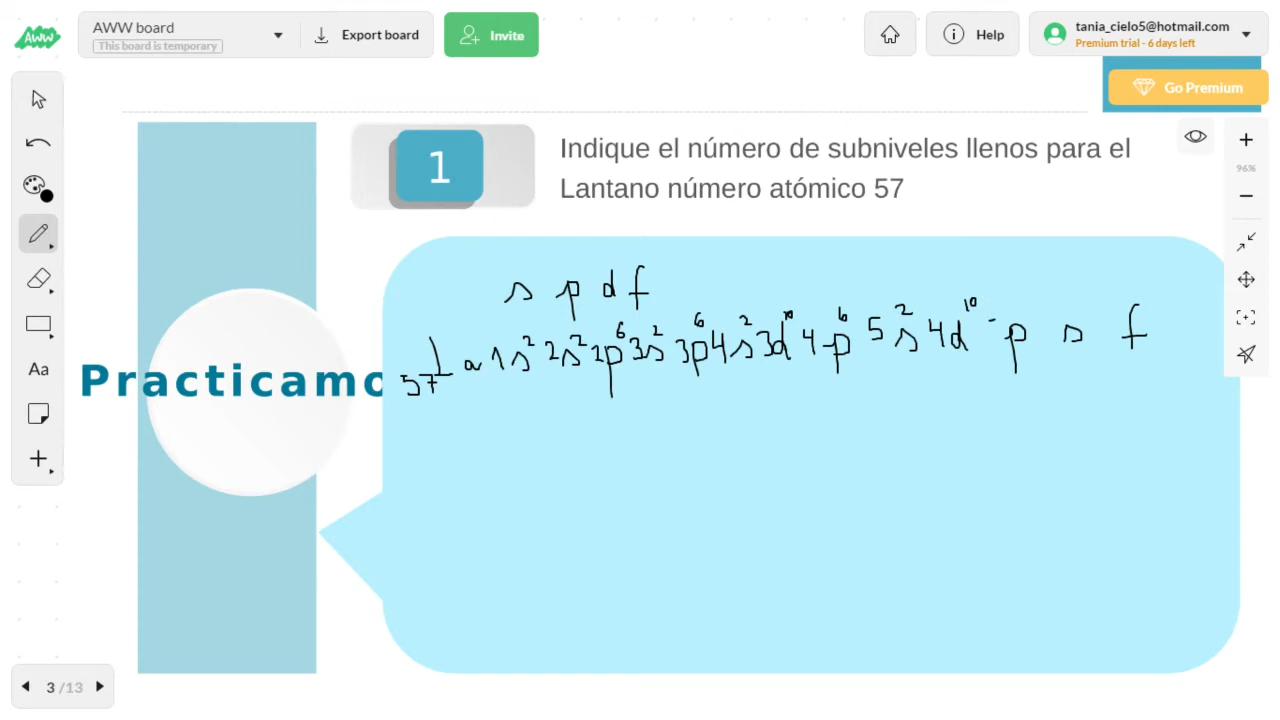 AWW board
This board is temporary
Export board
Invite
Help
tania_cielo5@hotmail.com
Premium trial - 6 days left
Go Premium
AWW
96%
1
Indique el número de subniveles llenos para el
Lantano número atómico 57
s p d f
57 La 1s² 2s² 2p⁶ 3s² 3p⁶ 4s² 3d¹⁰ 4p⁶ 5s² 4d¹⁰ - p s f
Practicamo
Aa
3 /13